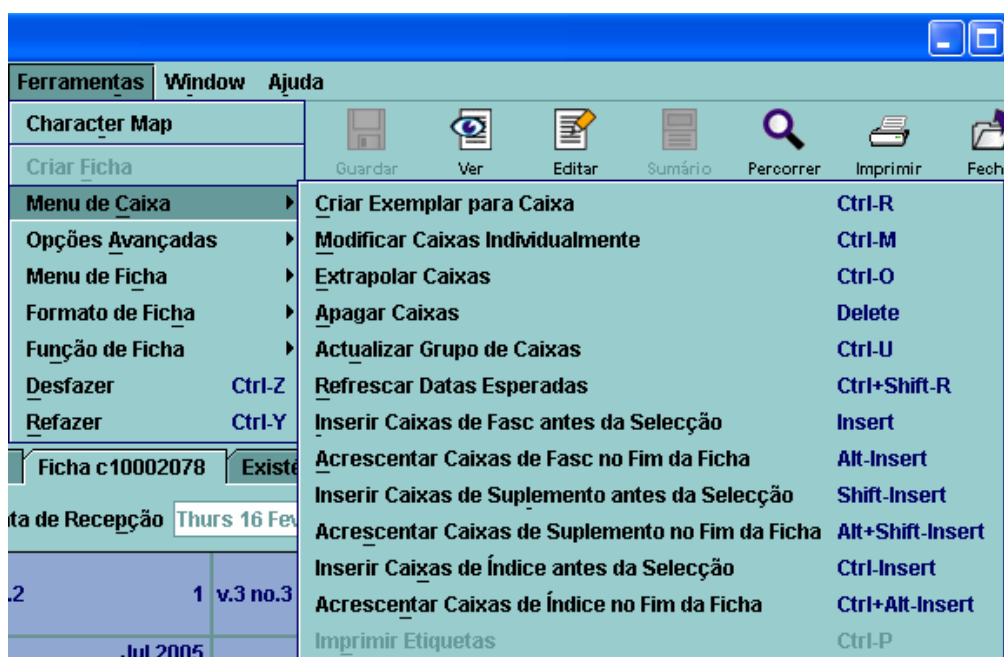 Ferramentas Window Ajuda
Character Map
Guardar Ver Editar Sumário Percorrer Imprimir
Criar Ficha
Menu de Caixa
Criar Exemplar para Caixa Ctrl-R
Opções Avançadas
Modificar Caixas Individualmente Ctrl-M
Menu de Ficha
Extrapolar Caixas Ctrl-O
Formato de Ficha
Apagar Caixas Delete
Função de Ficha
Actualizar Grupo de Caixas Ctrl-U
Desfazer Ctrl-Z
Refrescar Datas Esperadas Ctrl+Shift-R
Refazer Ctrl-Y
Inserir Caixas de Fasc antes da Selecção Insert
Ficha c10002078
Acrescentar Caixas de Fasc no Fim da Ficha Alt-Insert
Inserir Caixas de Suplemento antes da Selecção Shift-Insert
de Recepção Thurs 16 Fev
Acrescentar Caixas de Suplemento no Fim da Ficha Alt+Shift-Insert
Inserir Caixas de Índice antes da Selecção Ctrl-Insert
.2 1 v.3 no.3
Acrescentar Caixas de Índice no Fim da Ficha Ctrl+Alt-Insert
Imprimir Etiquetas Ctrl-P
Jul 2005